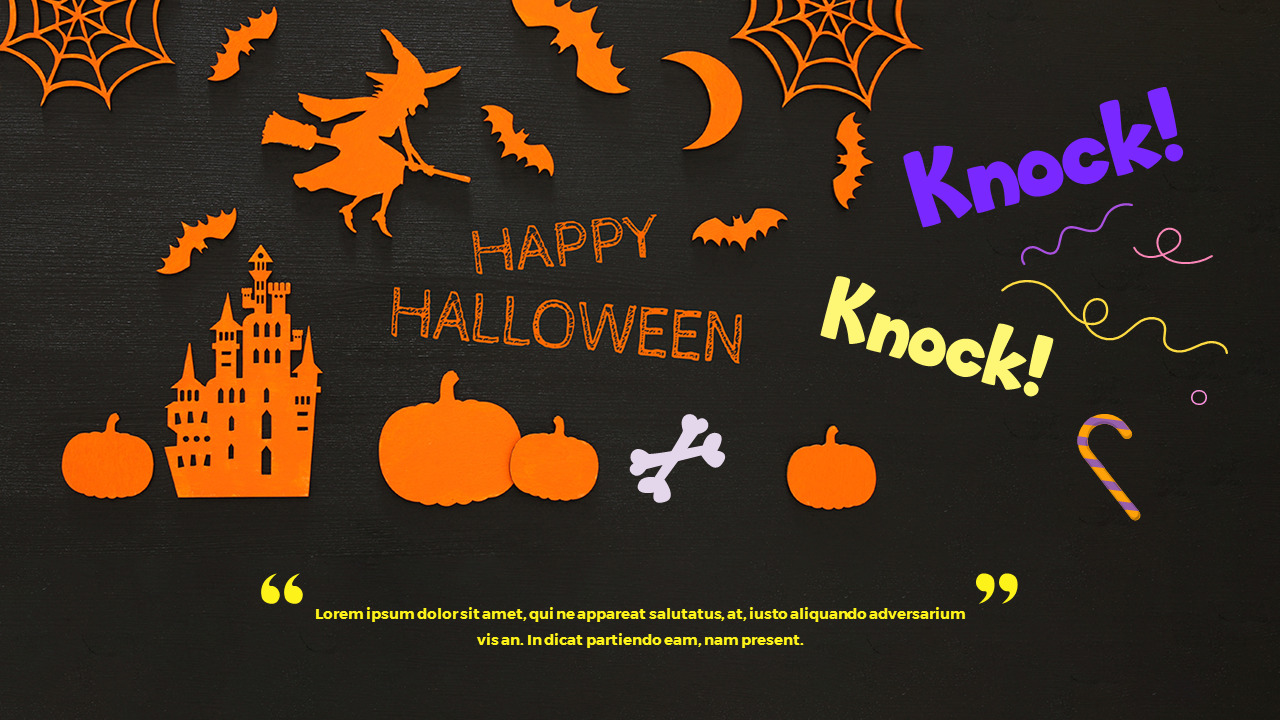 Knock!
HAPPY
HALLOWEEN
Knock!
“Lorem ipsum dolor sit amet, qui ne appareat salutatus, at, iusto aliquando adversarium”
vis an. In dicat partiendo eam, nam present.